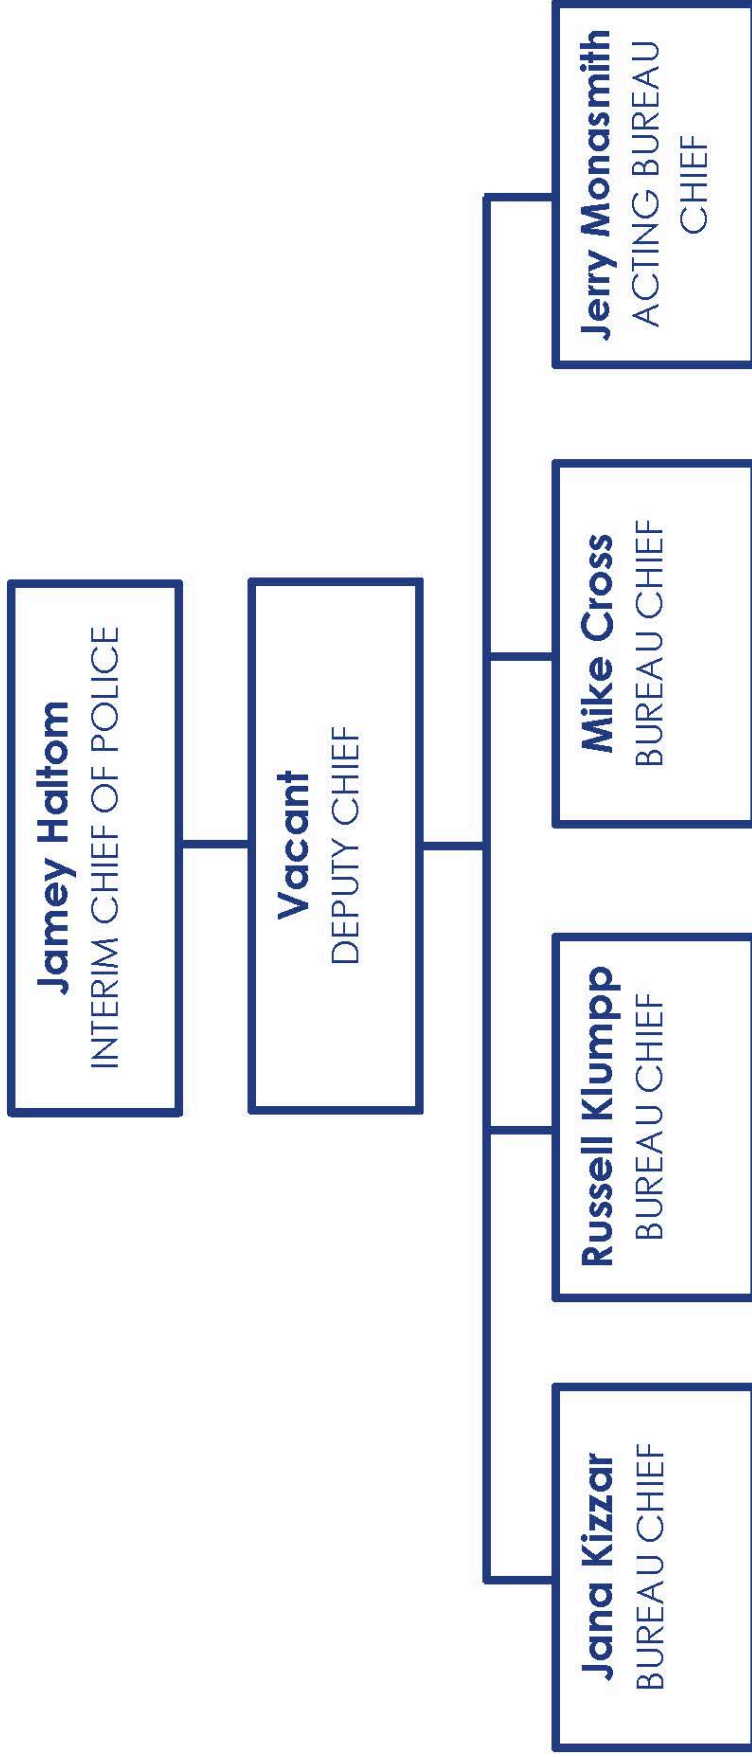 Jamey Haltom
INTERIM CHIEF OF POLICE
Vacant
DEPUTY CHIEF
Jana Kizzar
BUREAU CHIEF
Russell Klumpp
BUREAU CHIEF
Mike Cross
BUREAU CHIEF
Jerry Monasmith
ACTING BUREAU
CHIEF